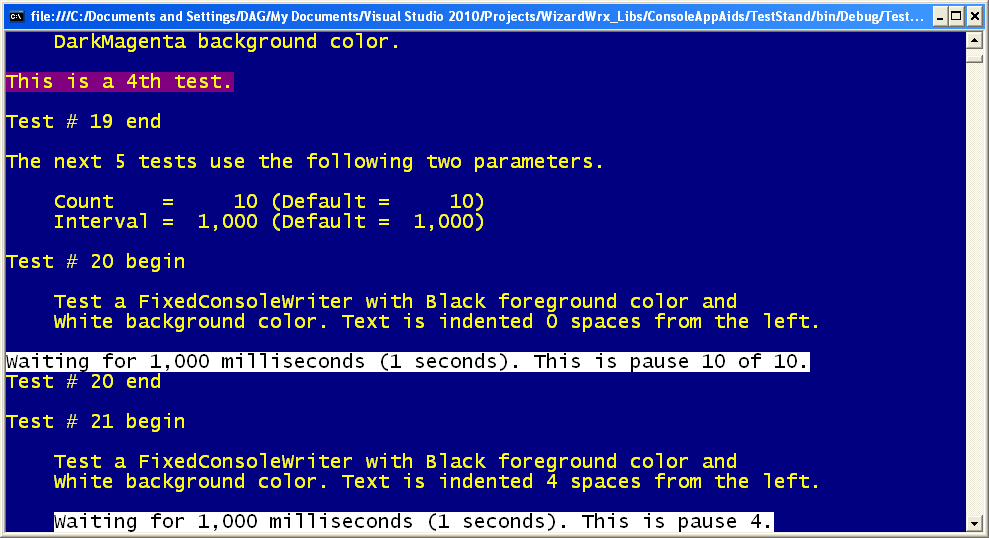 file:///C:/Documents and Settings/DAG/My Documents/Visual Studio 2010/Projects/WizardWrx_Libs/ConsoleAppAids/TestStand/bin/Debug/Test...
DarkMagenta background color.
This is a 4th test.
Test # 19 end
The next 5 tests use the following two parameters.
Count    =     10 (Default =     10)
Interval =  1,000 (Default =  1,000)
Test # 20 begin
Test a FixedConsoleWriter with Black foreground color and
White background color. Text is indented 0 spaces from the left.
Waiting for 1,000 milliseconds (1 seconds). This is pause 10 of 10.
Test # 20 end
Test # 21 begin
Test a FixedConsoleWriter with Black foreground color and
White background color. Text is indented 4 spaces from the left.
Waiting for 1,000 milliseconds (1 seconds). This is pause 4.